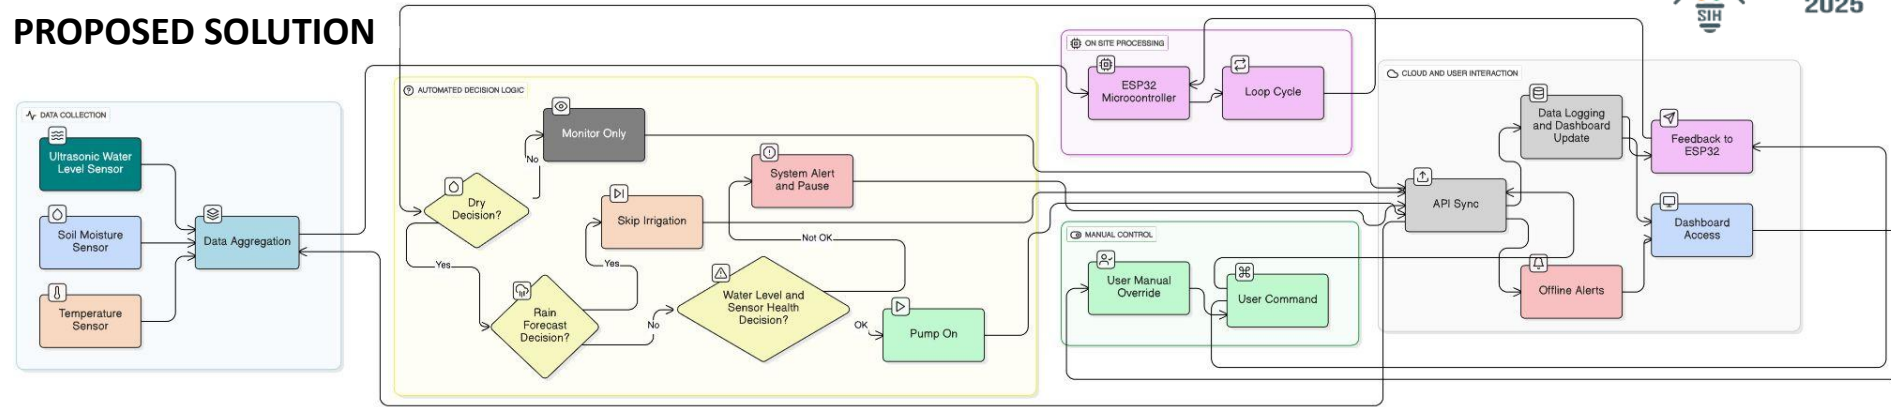 PROPOSED SOLUTION
SIH
2025
DATA COLLECTION
Ultrasonic Water
Level Sensor
Soil Moisture
Sensor
Temperature
Sensor
Data Aggregation
AUTOMATED DECISION LOGIC
Monitor Only
No
Dry
Decision?
Yes
Skip Irrigation
Yes
Rain
Forecast
Decision?
No
System Alert
and Pause
Not OK
Water Level and
Sensor Health
Decision?
OK
Pump On
ON SITE PROCESSING
ESP32
Microcontroller
Loop Cycle
MANUAL CONTROL
User Manual
Override
User Command
CLOUD AND USER INTERACTION
API Sync
Data Logging
and Dashboard
Update
Feedback to
ESP32
Dashboard
Access
Offline Alerts